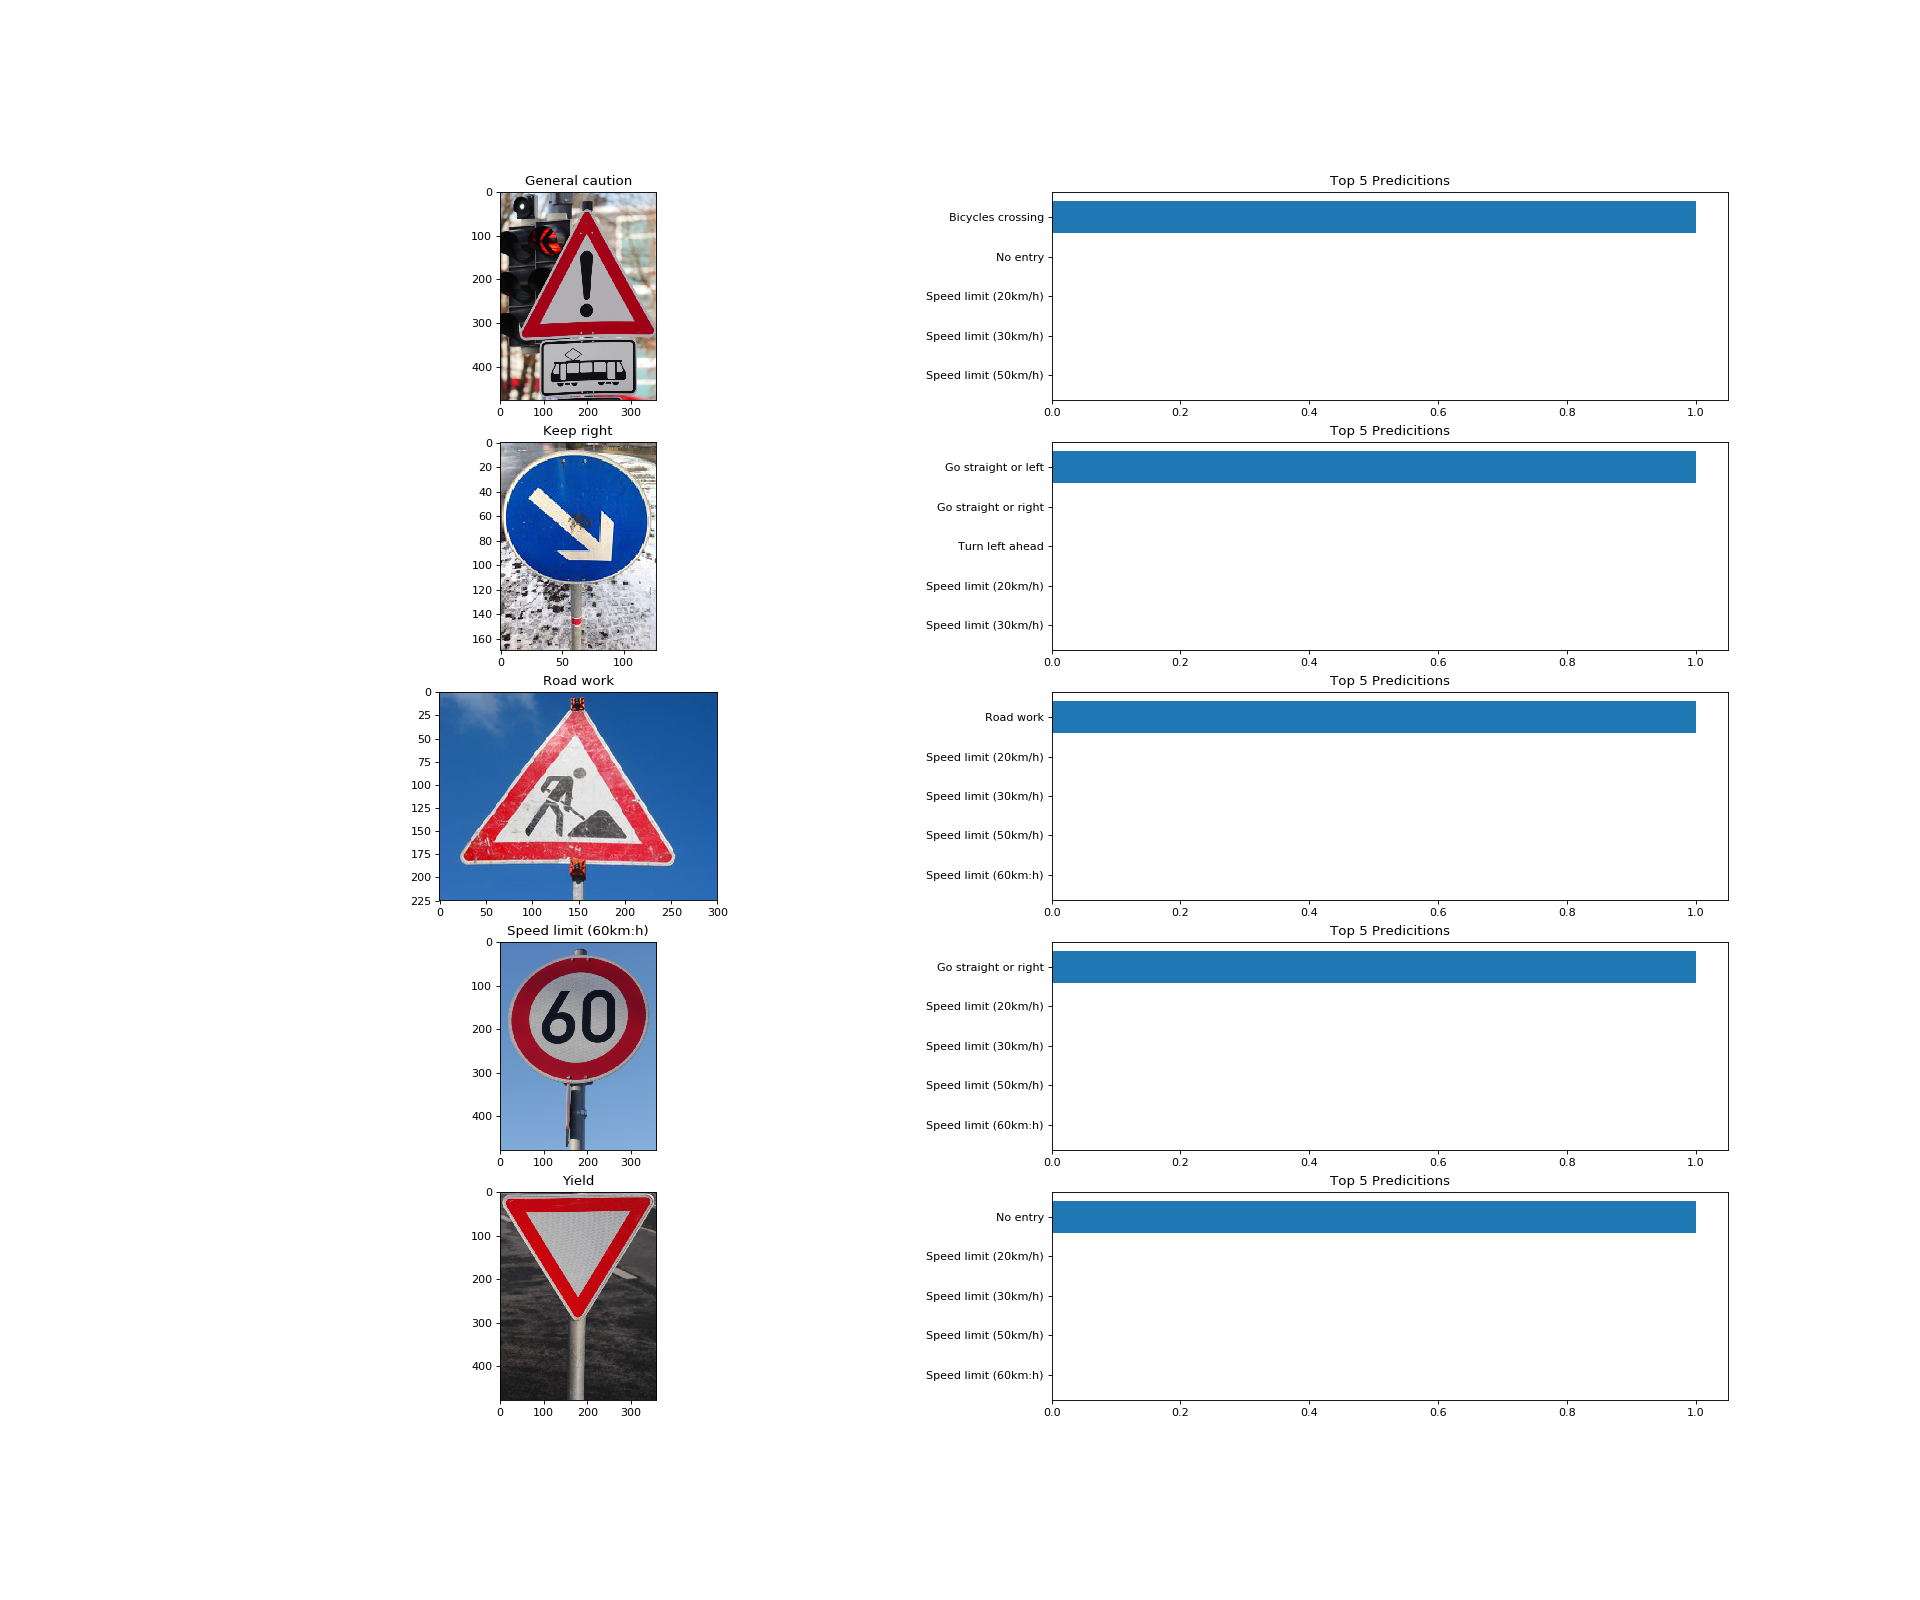 General caution
0
100
200
300
400
0 100 200 300
Top 5 Predicitions
Bicycles crossing
No entry
Speed limit (20km/h)
Speed limit (30km/h)
Speed limit (50km/h)
0.0 0.2 0.4 0.6 0.8 1.0
Keep right
0
20
40
60
80
100
120
140
160
0 50 100
Top 5 Predicitions
Go straight or left
Go straight or right
Turn left ahead
Speed limit (20km/h)
Speed limit (30km/h)
0.0 0.2 0.4 0.6 0.8 1.0
Road work
0
25
50
75
100
125
150
175
200
225
0 50 100 150 200 250 300
Top 5 Predicitions
Road work
Speed limit (20km/h)
Speed limit (30km/h)
Speed limit (50km/h)
Speed limit (60km:h)
0.0 0.2 0.4 0.6 0.8 1.0
Speed limit (60km:h)
0
100
200
300
400
60
0 100 200 300
Top 5 Predicitions
Go straight or right
Speed limit (20km/h)
Speed limit (30km/h)
Speed limit (50km/h)
Speed limit (60km:h)
0.0 0.2 0.4 0.6 0.8 1.0
Yield
0
100
200
300
400
0 100 200 300
Top 5 Predicitions
No entry
Speed limit (20km/h)
Speed limit (30km/h)
Speed limit (50km/h)
Speed limit (60km:h)
0.0 0.2 0.4 0.6 0.8 1.0